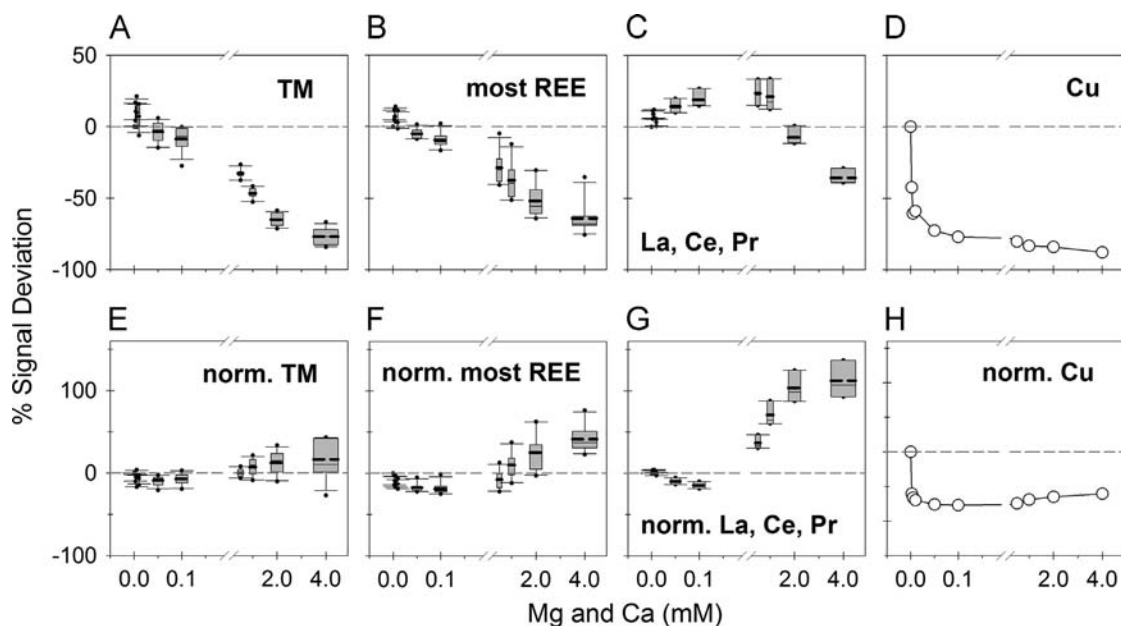 A B C D
50
0
-50
-100
TM
most REE
La, Ce, Pr
Cu
% Signal Deviation
E F G H
100
0
-100
norm. TM
norm. most REE
norm. La, Ce, Pr
norm. Cu
0.0 0.1 2.0 4.0 0.0 0.1 2.0 4.0 0.0 0.1 2.0 4.0 0.0 0.1 2.0 4.0
Mg and Ca (mM)